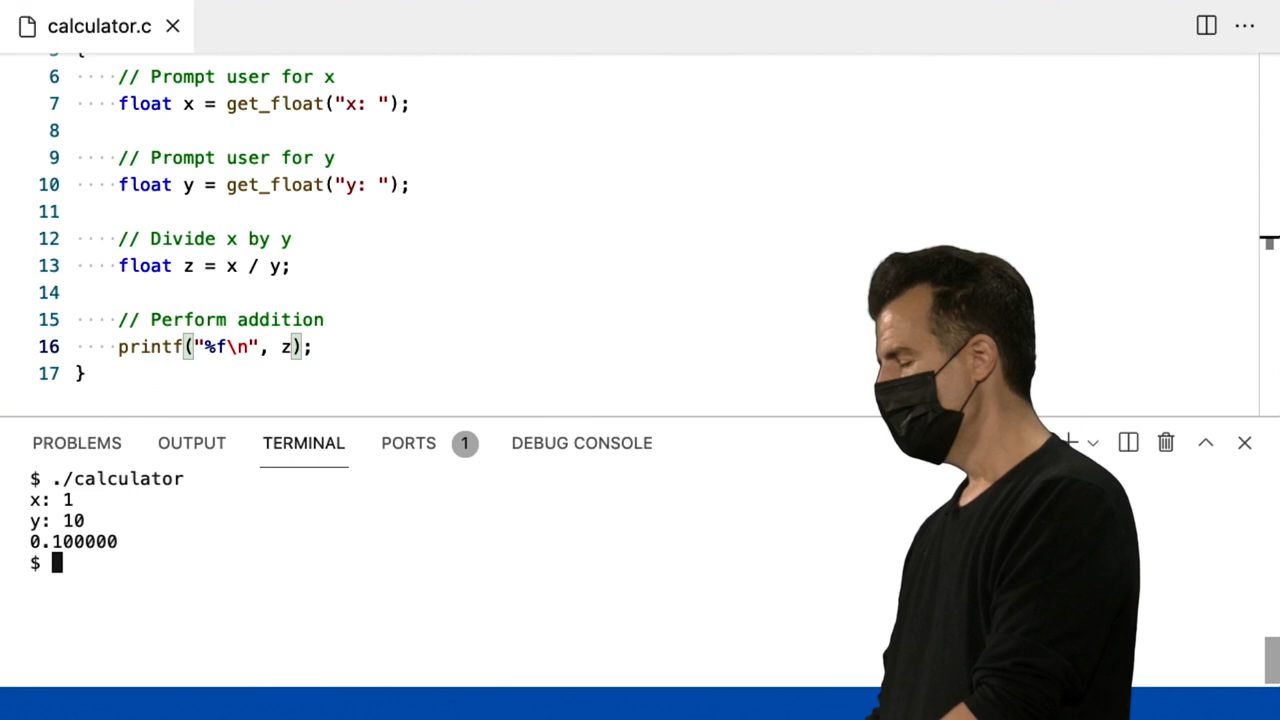 calculator.c
6 ····// Prompt user for x
7 ····float x = get_float("x: ");
8
9 ····// Prompt user for y
10 ····float y = get_float("y: ");
11
12 ····// Divide x by y
13 ····float z = x / y;
14
15 ····// Perform addition
16 ····printf("%f\n", z);
17 }
PROBLEMS OUTPUT TERMINAL PORTS 1 DEBUG CONSOLE
$ ./calculator
x: 1
y: 10
0.100000
$